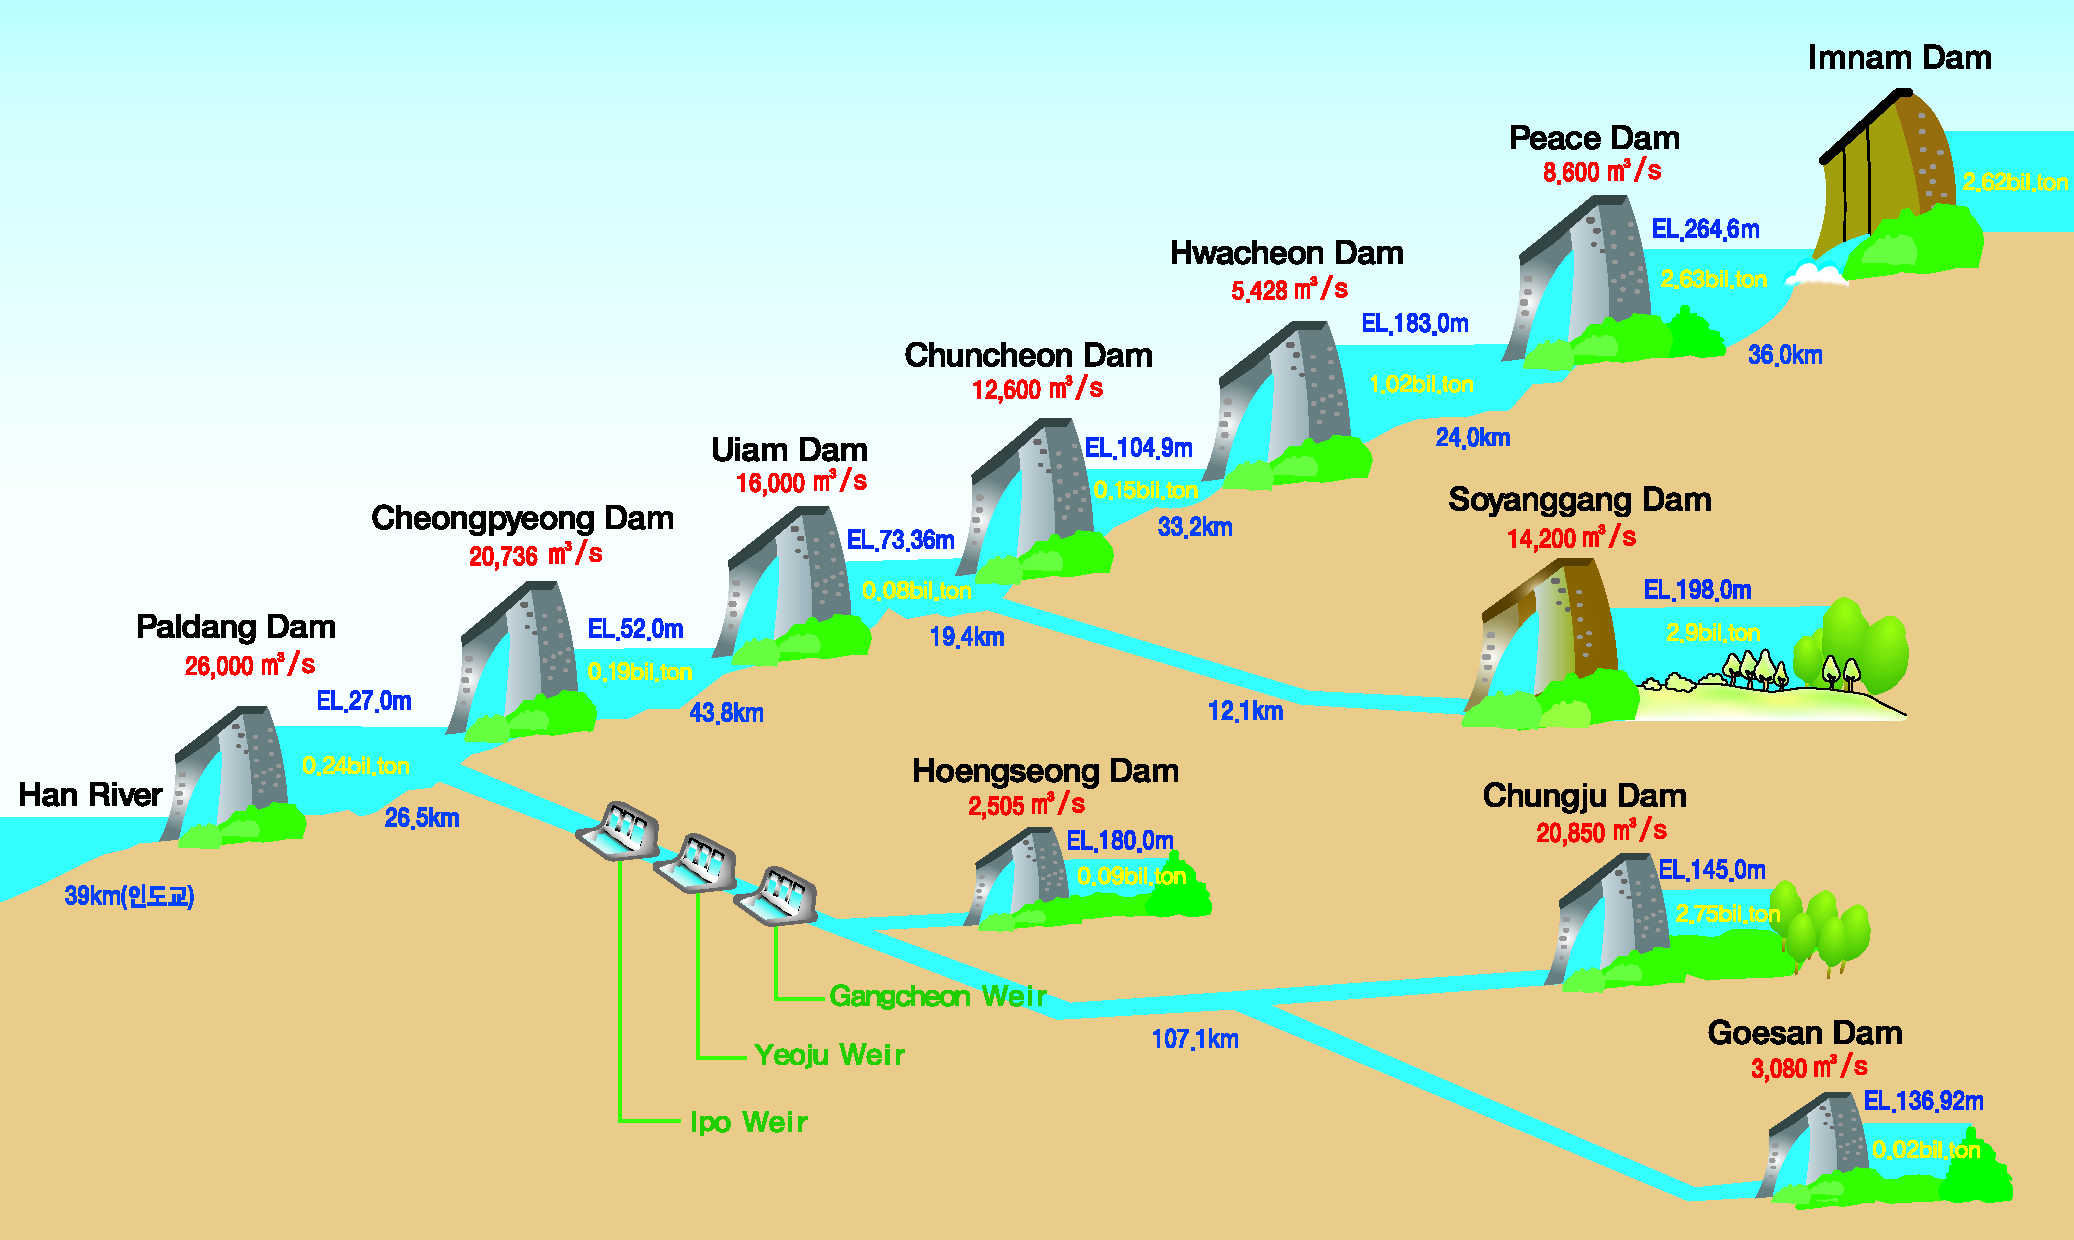 Imnam Dam
2.62bil.ton
Peace Dam
8,600 ㎥/s
EL.264.6m
2.63bil.ton
36.0km
Hwacheon Dam
5,428 ㎥/s
EL.183.0m
1.02bil.ton
24.0km
Chuncheon Dam
12,600 ㎥/s
EL.104.9m
0.15bil.ton
33.2km
Uiam Dam
16,000 ㎥/s
EL.73.36m
0.08bil.ton
19.4km
Soyanggang Dam
14,200 ㎥/s
EL.198.0m
2.9bil.ton
12.1km
Cheongpyeong Dam
20,736 ㎥/s
EL.52.0m
0.19bil.ton
43.8km
Paldang Dam
26,000 ㎥/s
EL.27.0m
0.24bil.ton
26.5km
Han River
39km(인도교)
Hoengseong Dam
2,505 ㎥/s
EL.180.0m
0.09bil.ton
Chungju Dam
20,850 ㎥/s
EL.145.0m
2.75bil.ton
Gangcheon Weir
Yeoju Weir
Ipo Weir
107.1km
Goesan Dam
3,080 ㎥/s
EL.136.92m
0.02bil.ton